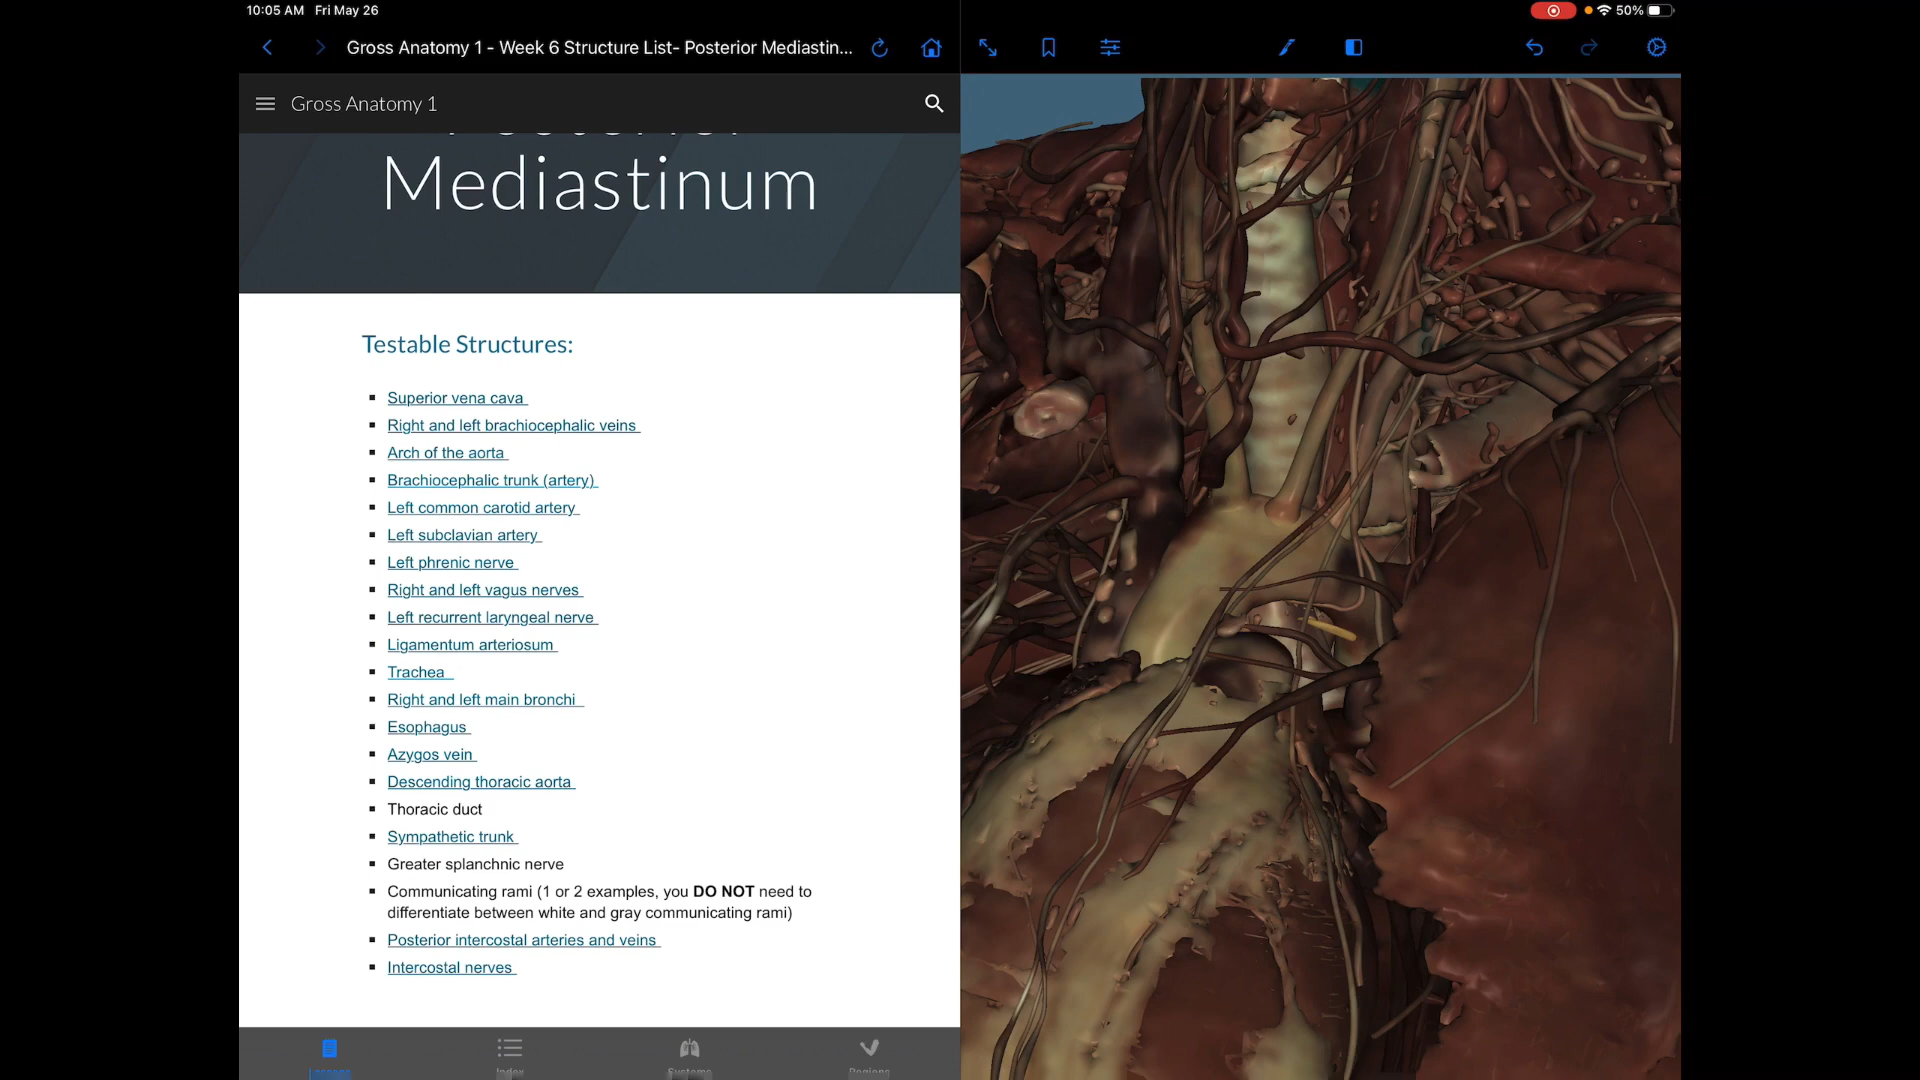 10:05 AM Fri May 26
50%
Gross Anatomy 1 - Week 6 Structure List- Posterior Mediastin...
Gross Anatomy 1
Posterior
Mediastinum
Testable Structures:
Superior vena cava
Right and left brachiocephalic veins
Arch of the aorta
Brachiocephalic trunk (artery)
Left common carotid artery
Left subclavian artery
Left phrenic nerve
Right and left vagus nerves
Left recurrent laryngeal nerve
Ligamentum arteriosum
Trachea
Right and left main bronchi
Esophagus
Azygos vein
Descending thoracic aorta
Thoracic duct
Sympathetic trunk
Greater splanchnic nerve
Communicating rami (1 or 2 examples, you DO NOT need to
differentiate between white and gray communicating rami)
Posterior intercostal arteries and veins
Intercostal nerves
Index
Systems
Regions